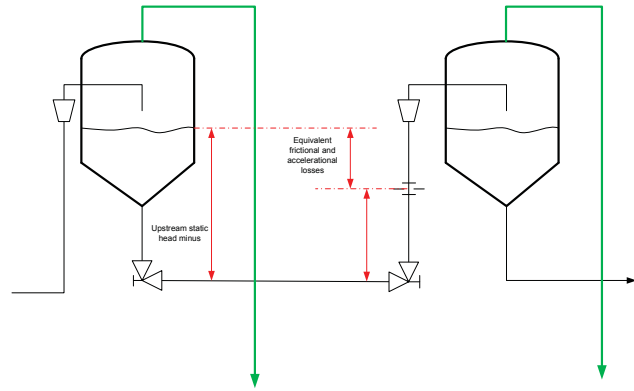 Equivalent
frictional and
accelerational
losses
Upstream static
head minus